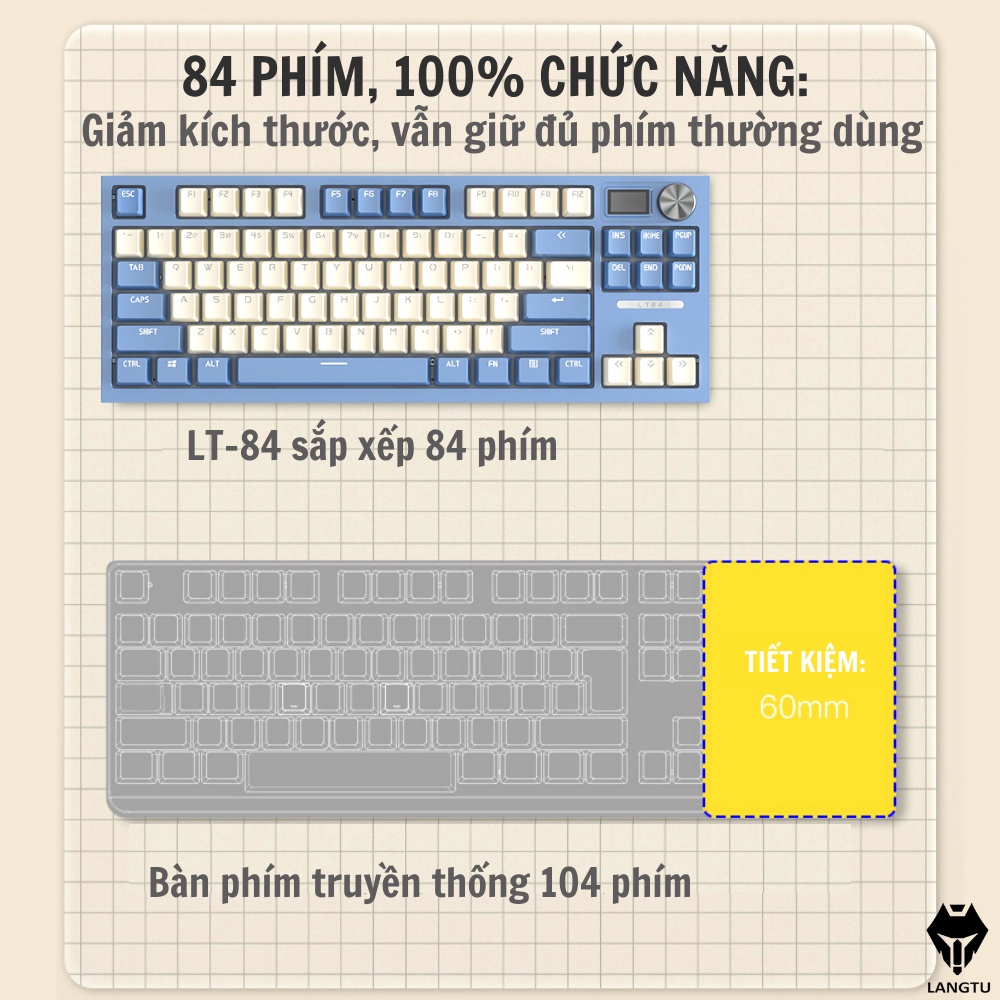 84 PHÍM, 100% CHỨC NĂNG:
Giảm kích thước, vẫn giữ đủ phím thường dùng
ESC F1 F2 F3 F4 F5 F6 F7 F8 F9 F10 F11 F12
INS HOME PGUP
TAB Q W E R T Y U I O P DEL END PGDN
CAPS A S D F G H J K L
LT84
SHIFT Z X C V B N M SHIFT
CTRL ALT ALT FN CTRL
LT-84 sắp xếp 84 phím
TIẾT KIỆM:
60mm
Bàn phím truyền thống 104 phím
LANGTU